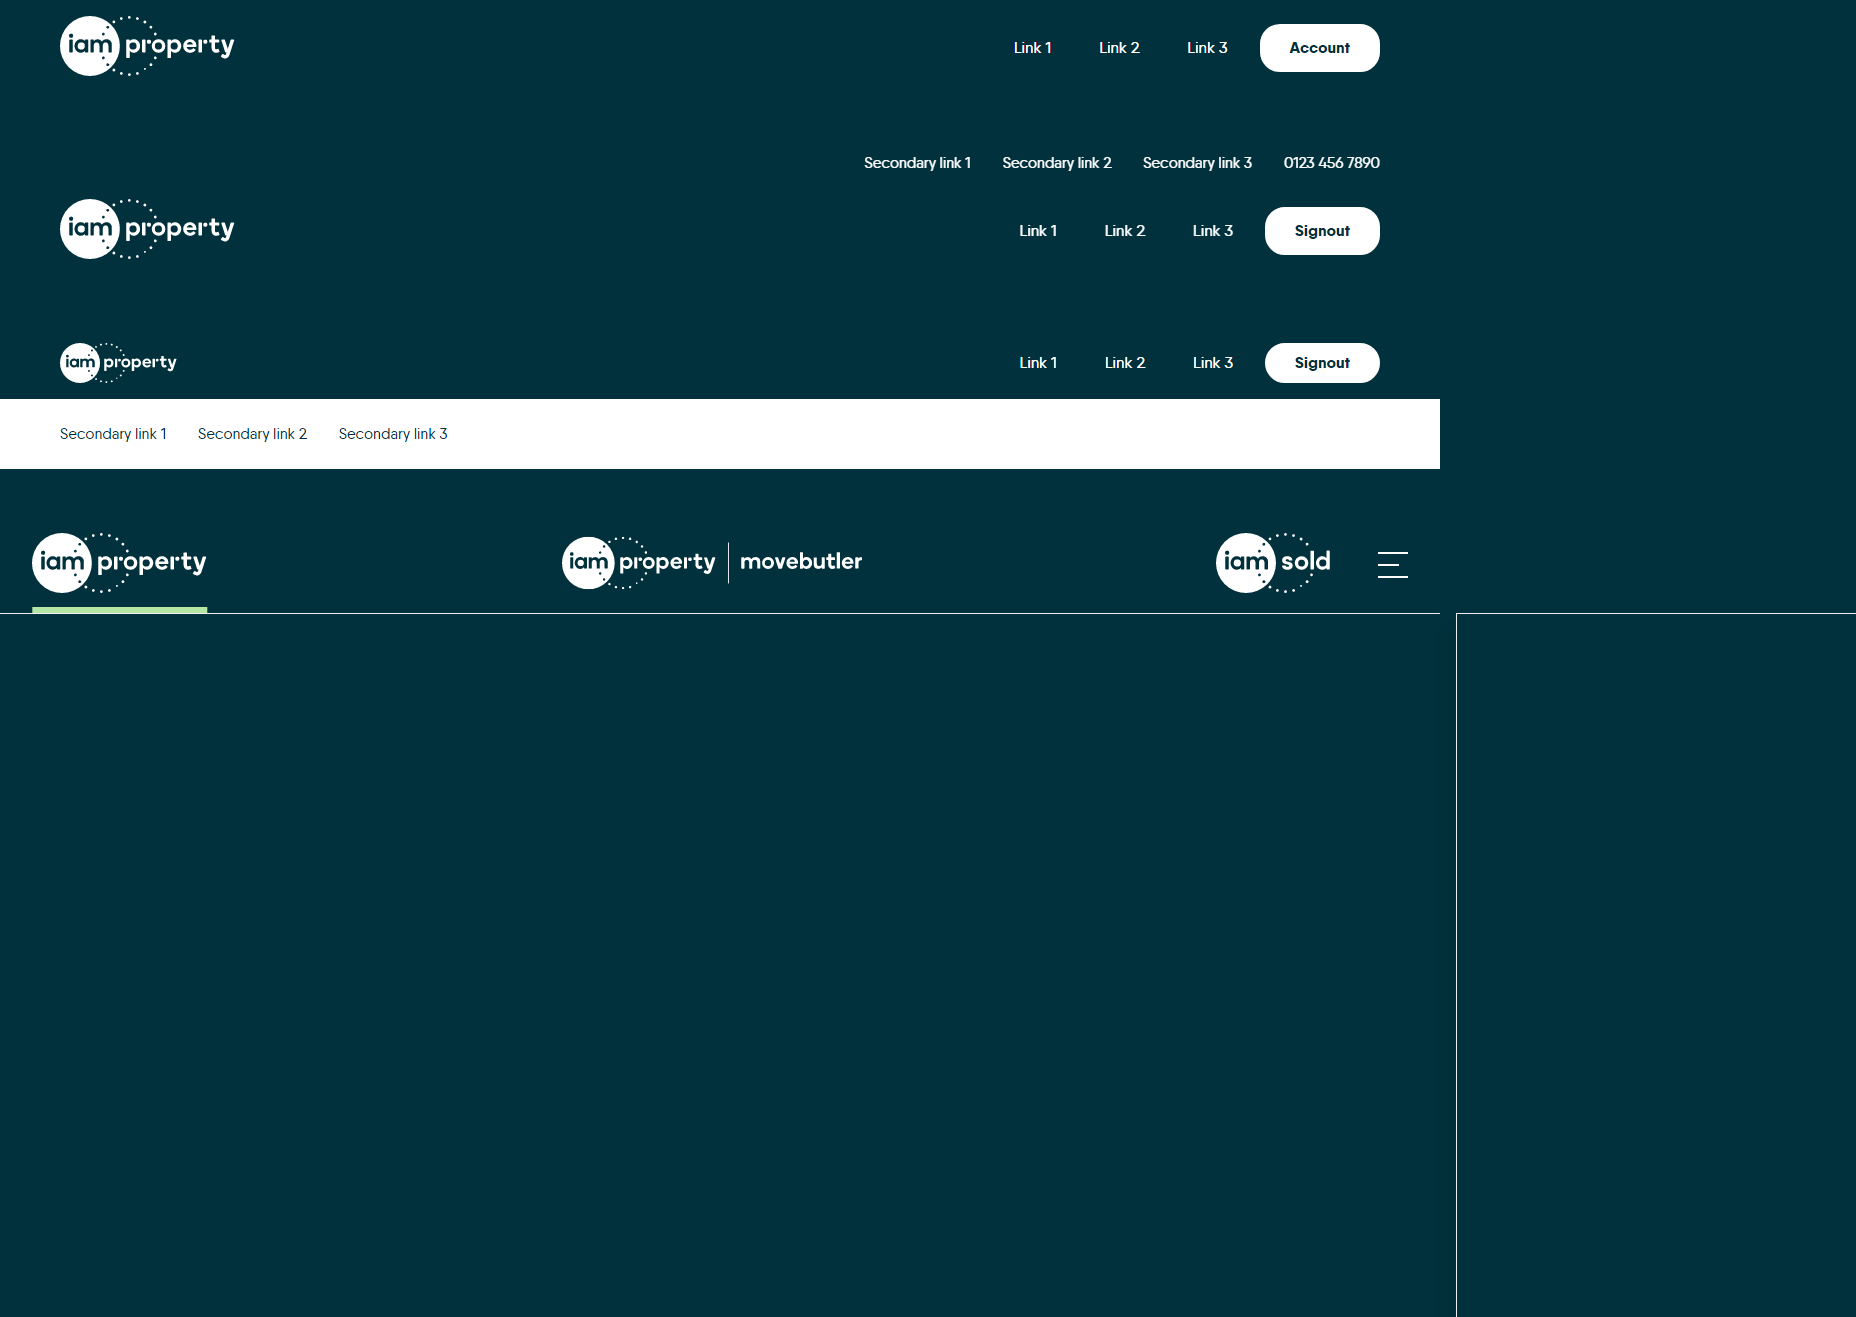 iam property Link 1 Link 2 Link 3 Account
Secondary link 1 Secondary link 2 Secondary link 3 0123 456 7890
iam property Link 1 Link 2 Link 3 Signout
iam property Link 1 Link 2 Link 3 Signout
Secondary link 1 Secondary link 2 Secondary link 3
iam property iam property movebutler iam sold